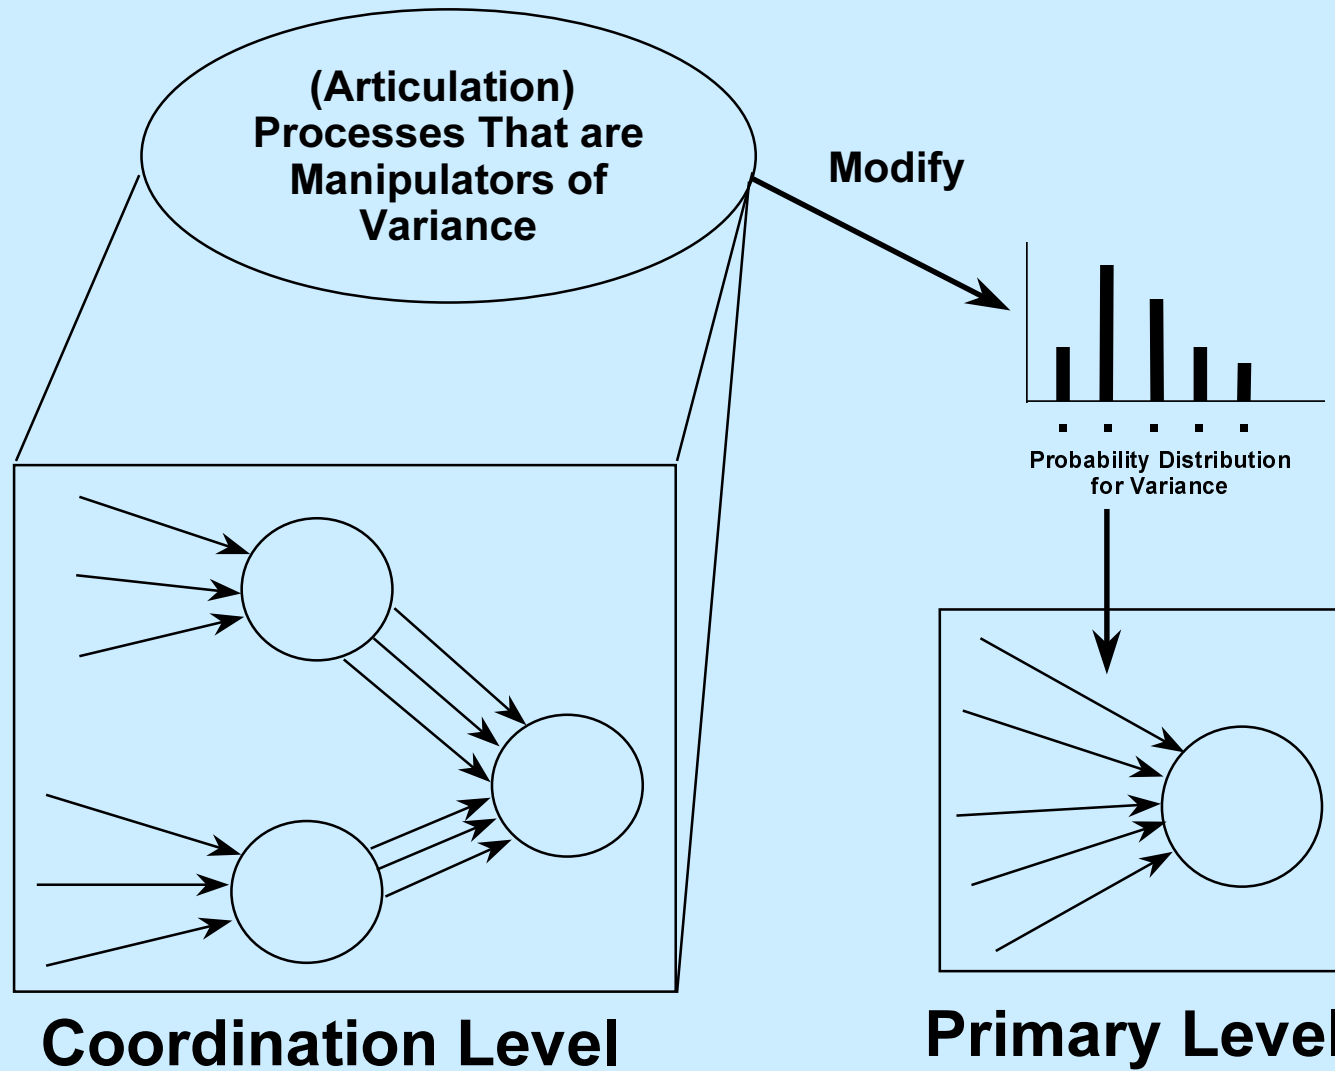 (Articulation)
Processes That are
Manipulators of
Variance
Modify
Probability Distribution
for Variance
Coordination Level
Primary Level